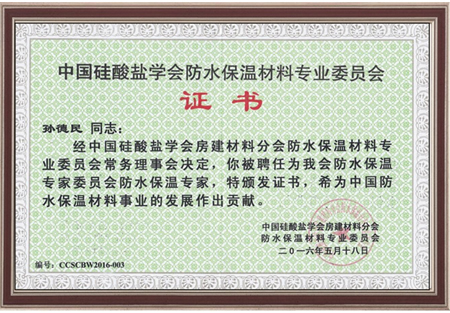 中国硅酸盐学会防水保温材料专业委员会
证书
孙德民 同志：
经中国硅酸盐学会房建材料分会防水保温材料专
业委员会常务理事会决定，你被聘任为我会防水保温
专家委员会防水保温专家，特颁发证书，希为中国防
水保温材料事业的发展作出贡献。
中国硅酸盐学会房建材料分会
防水保温材料专业委员会
二〇一六年五月十八日
编号：CCSCBW2016-003